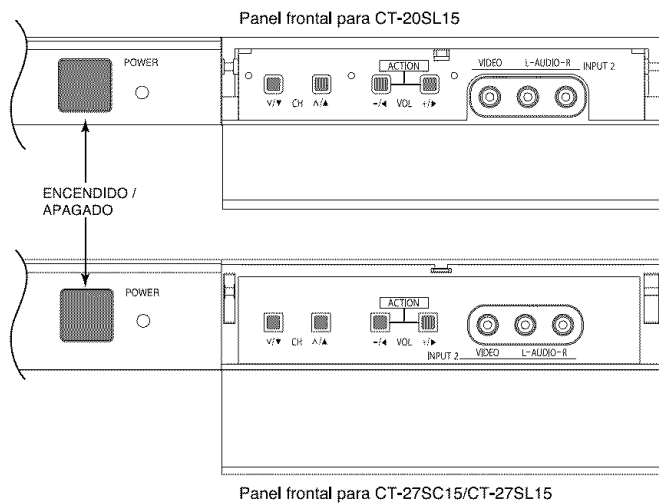 Panel frontal para CT-20SL15
POWER
ACTION
VIDEO L-AUDIO-R INPUT 2
∨/▼ CH ∧/▲ −/◀ VOL +/▶
ENCENDIDO /
APAGADO
POWER
ACTION
∨/▼ CH ∧/▲ −/◀ VOL +/▶
INPUT 2 VIDEO L-AUDIO-R
Panel frontal para CT-27SC15/CT-27SL15